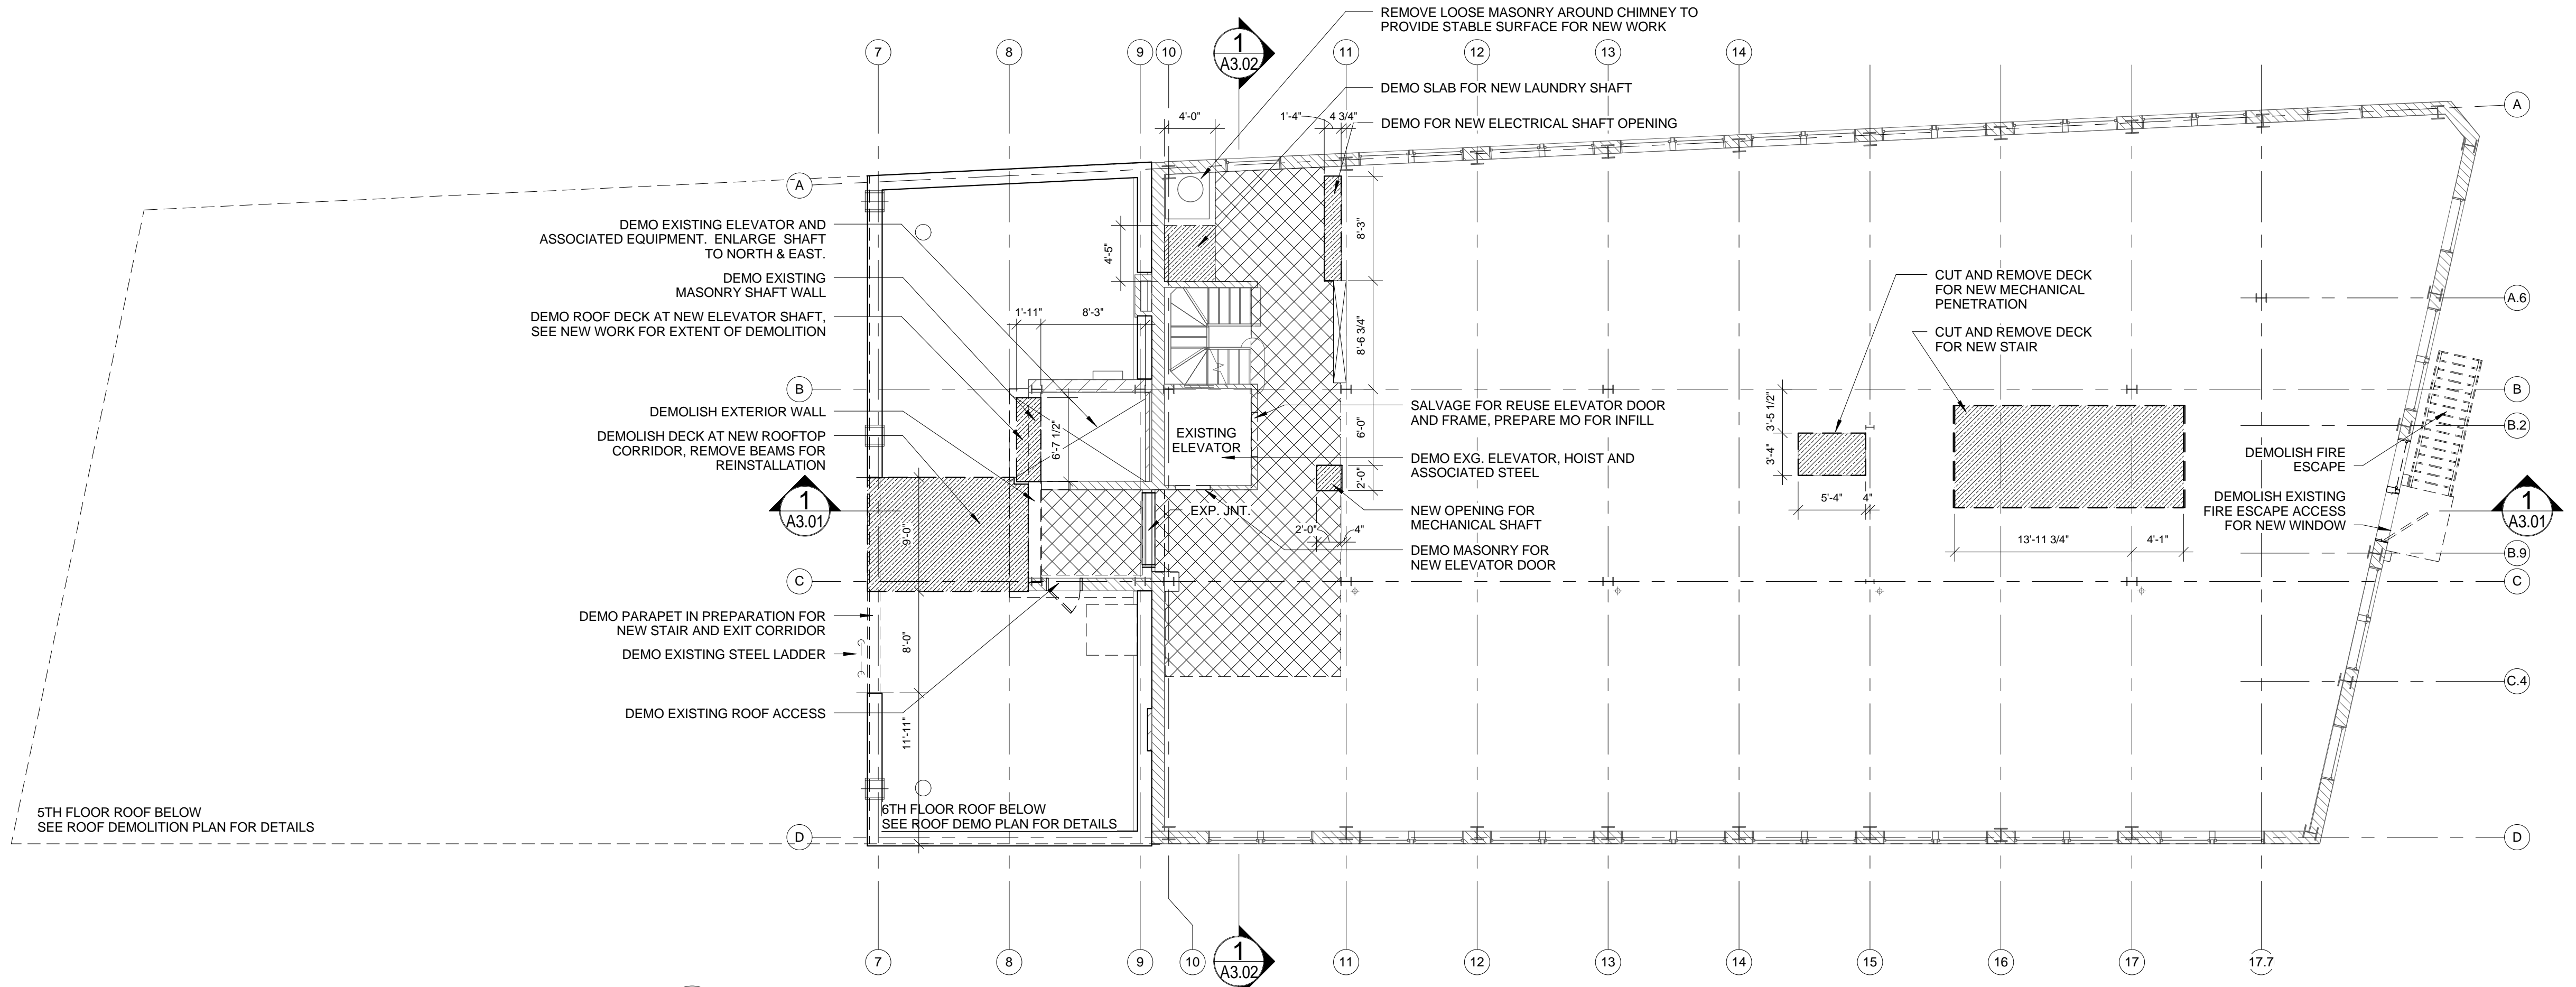 REMOVE LOOSE MASONRY AROUND CHIMNEY TO
PROVIDE STABLE SURFACE FOR NEW WORK
7
8
9
10
1
A3.02
11
12
13
14
DEMO SLAB FOR NEW LAUNDRY SHAFT
4'-0"
1'-4"
4 3/4"
DEMO FOR NEW ELECTRICAL SHAFT OPENING
A
A
DEMO EXISTING ELEVATOR AND
ASSOCIATED EQUIPMENT. ENLARGE SHAFT
TO NORTH & EAST.
4'-5"
8'-3"
DEMO EXISTING
MASONRY SHAFT WALL
CUT AND REMOVE DECK
FOR NEW MECHANICAL
PENETRATION
A.6
DEMO ROOF DECK AT NEW ELEVATOR SHAFT,
SEE NEW WORK FOR EXTENT OF DEMOLITION
1'-11"
8'-3"
8'-6 3/4"
CUT AND REMOVE DECK
FOR NEW STAIR
B
B
DEMOLISH EXTERIOR WALL
SALVAGE FOR REUSE ELEVATOR DOOR
AND FRAME, PREPARE MO FOR INFILL
3'-5 1/2"
B.2
DEMOLISH DECK AT NEW ROOFTOP
CORRIDOR, REMOVE BEAMS FOR
REINSTALLATION
6'-7 1/2"
EXISTING
ELEVATOR
6'-0"
3'-4"
DEMOLISH FIRE
ESCAPE
DEMO EXG. ELEVATOR, HOIST AND
ASSOCIATED STEEL
2'-0"
5'-4"
4"
1
A3.01
EXP. JNT.
NEW OPENING FOR
MECHANICAL SHAFT
DEMOLISH EXISTING
FIRE ESCAPE ACCESS
FOR NEW WINDOW
1
A3.01
9'-0"
2'-0"
4"
13'-11 3/4"
4'-1"
DEMO MASONRY FOR
NEW ELEVATOR DOOR
B.9
C
C
DEMO PARAPET IN PREPARATION FOR
NEW STAIR AND EXIT CORRIDOR
8'-0"
DEMO EXISTING STEEL LADDER
C.4
DEMO EXISTING ROOF ACCESS
11'-11"
5TH FLOOR ROOF BELOW
SEE ROOF DEMOLITION PLAN FOR DETAILS
6TH FLOOR ROOF BELOW
SEE ROOF DEMO PLAN FOR DETAILS
D
D
7
8
9
10
1
A3.02
11
12
13
14
15
16
17